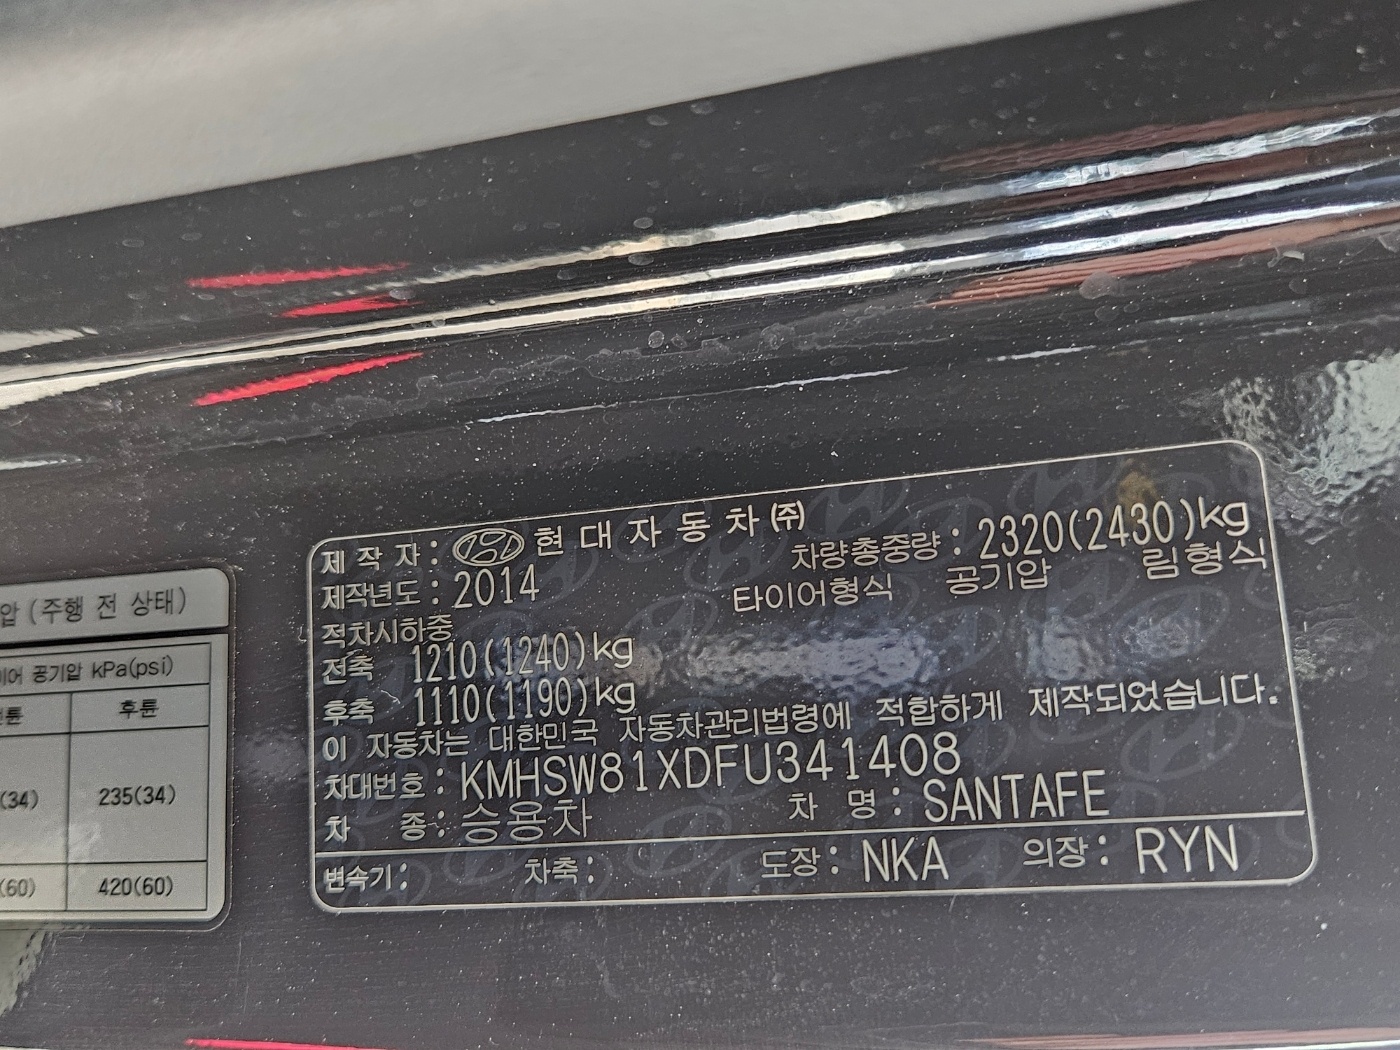 압 (주행 전 상태)
이어 공기압 kPa(psi)
후륜
(34) 235(34)
(60) 420(60)
제 작 자 : 현 대 자 동 차 ㈜
차량총중량 : 2320(2430)kg
제작년도 : 2014
타이어형식 공기압 림형식
적차시하중
전축 1210(1240)kg
후축 1110(1190)kg
이 자동차는 대한민국 자동차관리법령에 적합하게 제작되었습니다.
차대번호 : KMHSW81XDFU341408
차 종 : 승용차 차 명 : SANTAFE
변속기 : 차축 : 도장 : NKA 의장 : RYN